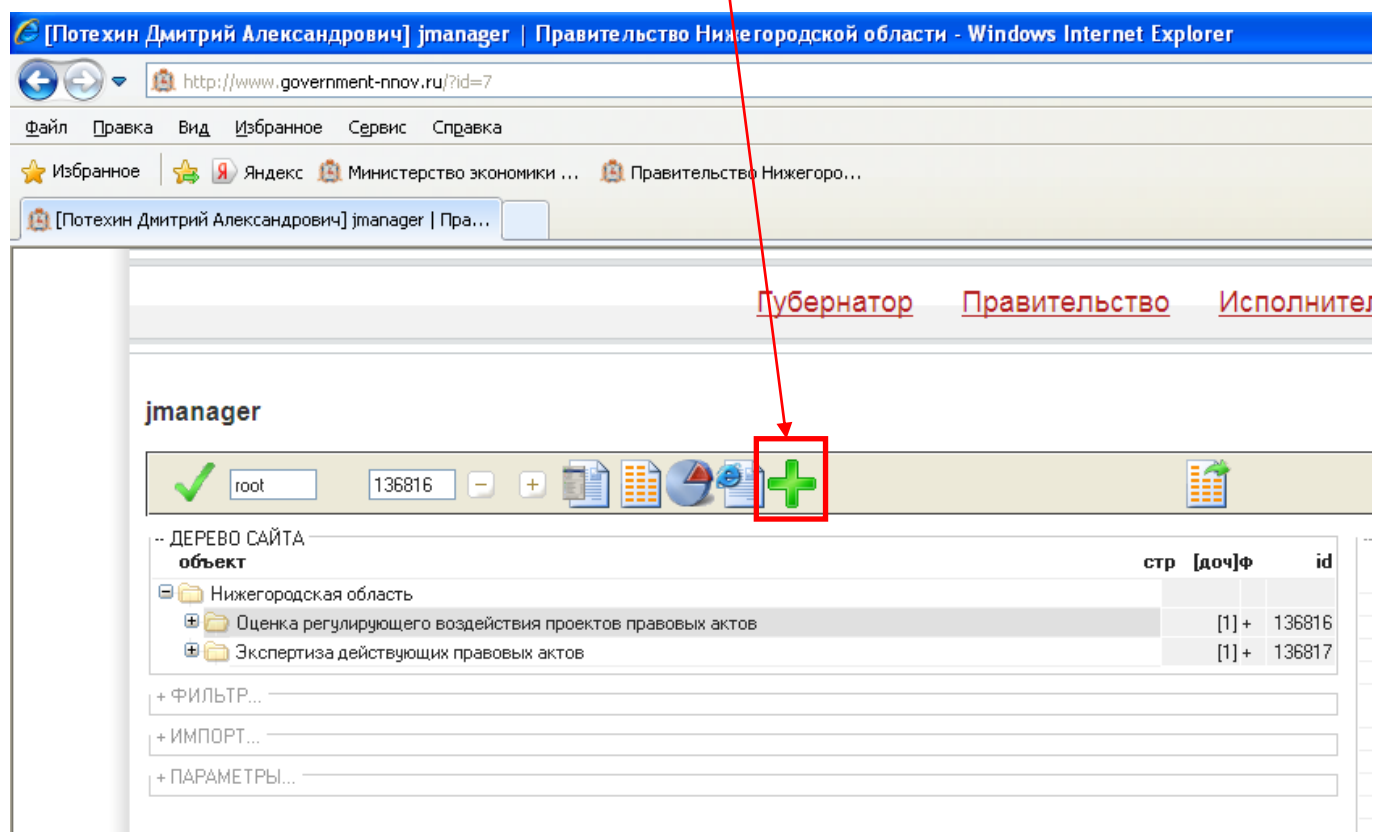 [Потехин Дмитрий Александрович] jmanager | Правительство Нижегородской области - Windows Internet Explorer
http://www.government-nnov.ru/?id=7
Файл Правка Вид Избранное Сервис Справка
Избранное Яндекс Министерство экономики ... Правительство Нижегоро...
[Потехин Дмитрий Александрович] jmanager | Пра...
Губернатор Правительство Исполнител
jmanager
root 136816
-- ДЕРЕВО САЙТА
объект стр [доч]ф id
Нижегородская область
Оценка регулирующего воздействия проектов правовых актов [1] + 136816
Экспертиза действующих правовых актов [1] + 136817
+ ФИЛЬТР...
+ ИМПОРТ...
+ ПАРАМЕТРЫ...